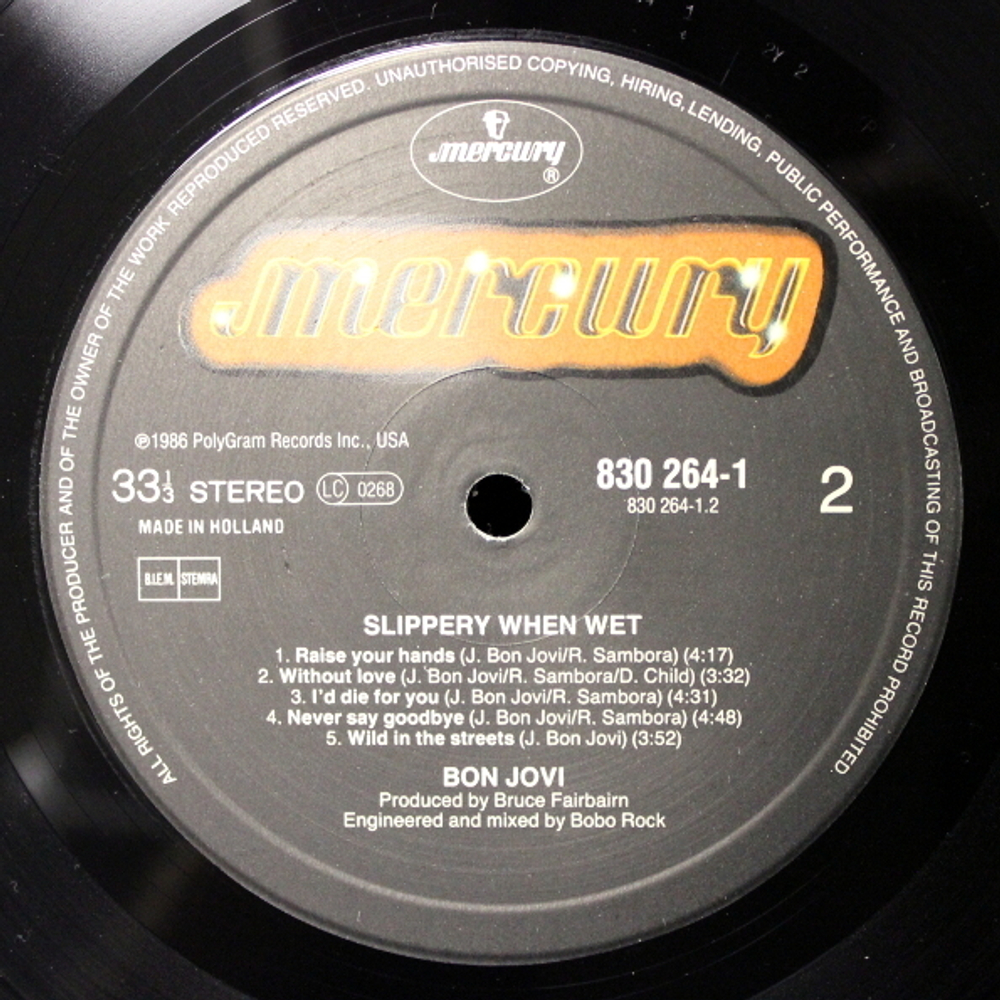 ALL RIGHTS OF THE PRODUCER AND OF THE OWNER OF THE WORK REPRODUCED RESERVED. UNAUTHORISED COPYING, HIRING, LENDING, PUBLIC PERFORMANCE AND BROADCASTING OF THIS RECORD PROHIBITED.
mercury
®
mercury
℗1986 PolyGram Records Inc., USA
33⅓ STEREO LC 0268
MADE IN HOLLAND
B.I.E.M. STEMRA
830 264-1
830 264-1.2
2
SLIPPERY WHEN WET
1. Raise your hands (J. Bon Jovi/R. Sambora) (4:17)
2. Without love (J. Bon Jovi/R. Sambora/D. Child) (3:32)
3. I'd die for you (J. Bon Jovi/R. Sambora) (4:31)
4. Never say goodbye (J. Bon Jovi/R. Sambora) (4:48)
5. Wild in the streets (J. Bon Jovi) (3:52)
BON JOVI
Produced by Bruce Fairbairn
Engineered and mixed by Bobo Rock